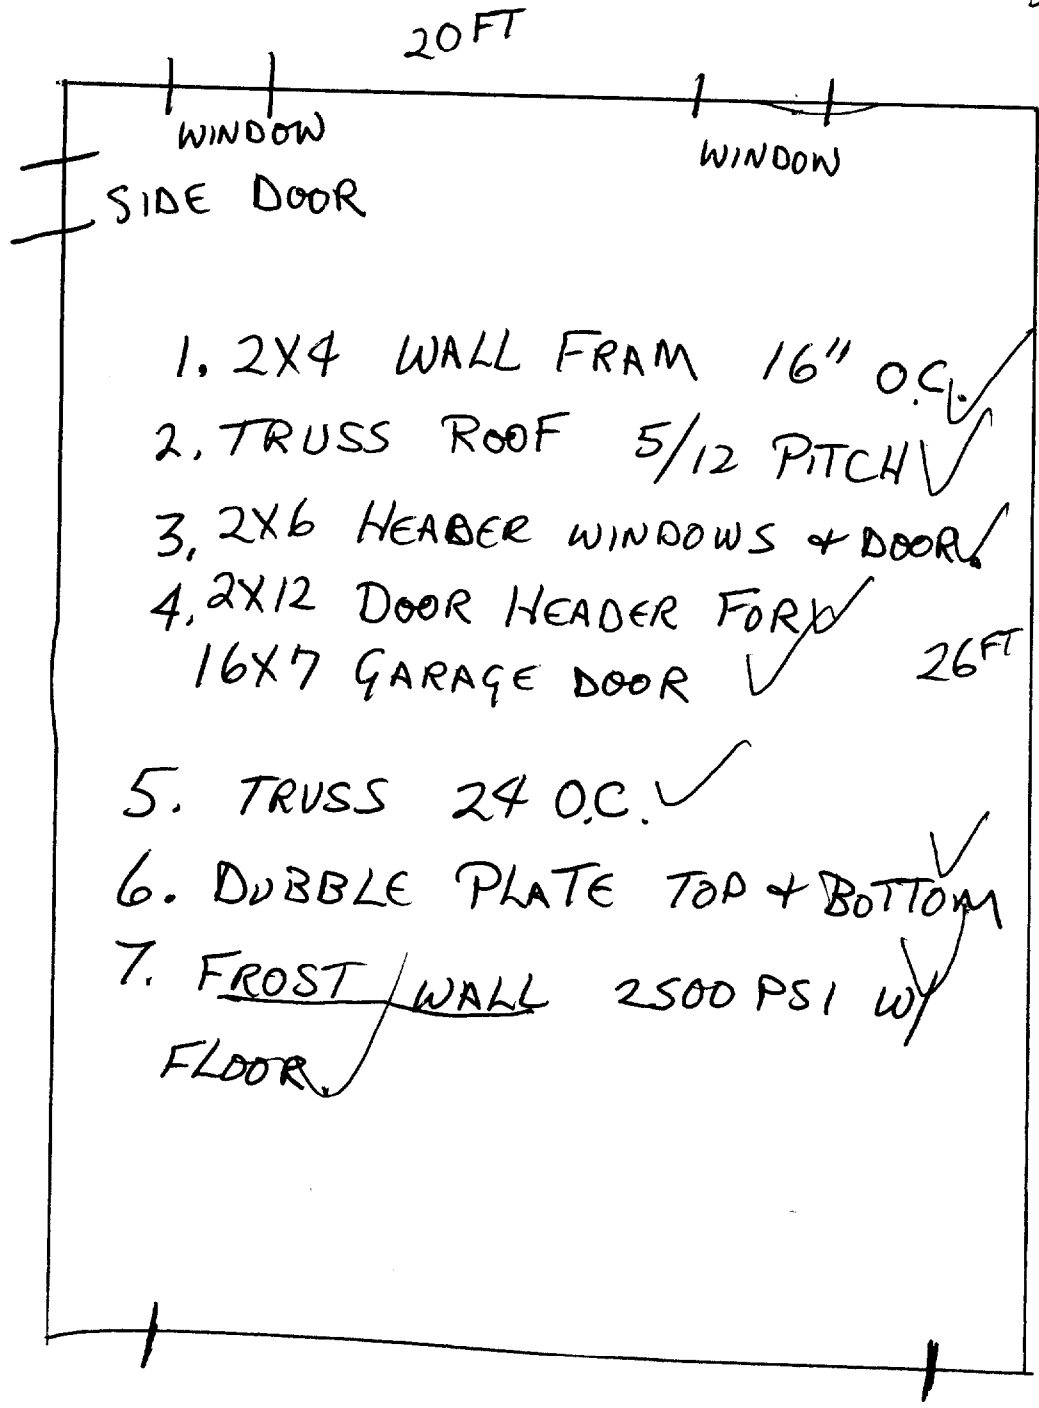 20 FT
WINDOW
WINDOW
SIDE DOOR
1. 2X4 WALL FRAM 16" O.C.
2. TRUSS ROOF 5/12 PITCH
3. 2X6 HEADER WINDOWS & DOOR.
4. 2X12 DOOR HEADER FOR
16X7 GARAGE DOOR
26 FT
5. TRUSS 24 O.C.
6. DUBBLE PLATE TOP & BOTTOM
7. FROST WALL 2500 PSI W/
FLOOR.